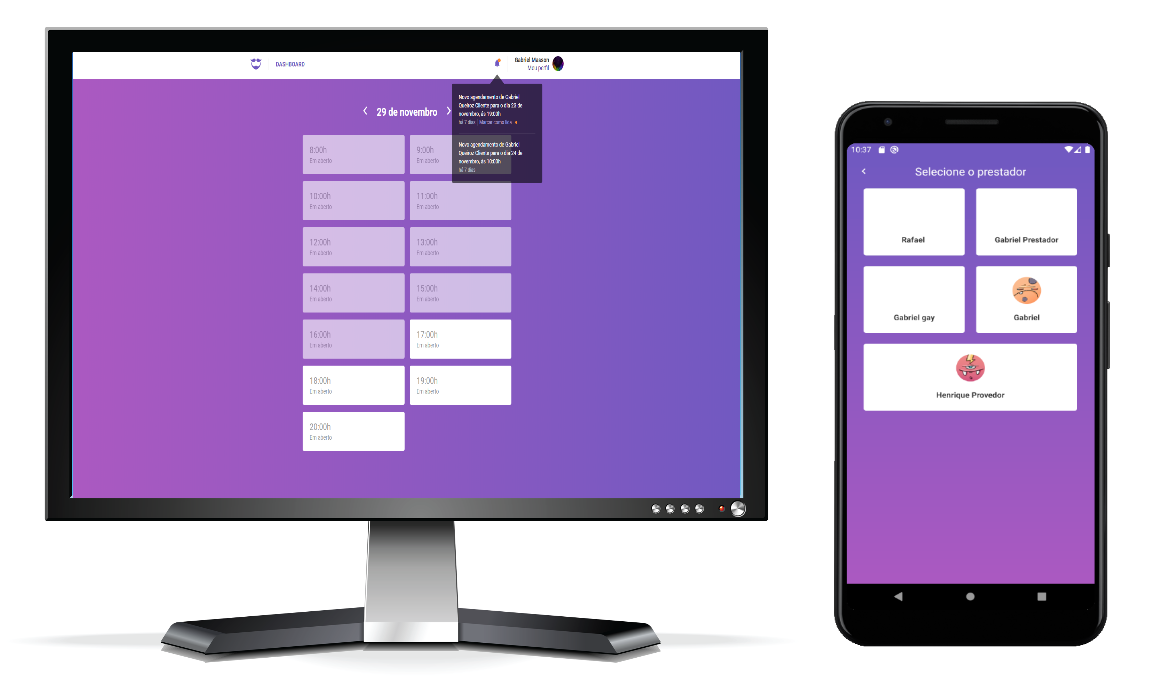 DASHBOARD
Gabriel Masson
Meu perfil
29 de novembro
Novo agendamento de Gabriel
Queiroz Cliente para o dia 23 de
novembro, às 19:00h
há 7 dias | Marcar como lida
Novo agendamento de Gabriel
Queiroz Cliente para o dia 24 de
novembro, às 10:00h
há 7 dias
8:00h
Em aberto
9:00h
Em aberto
10:00h
Em aberto
11:00h
Em aberto
12:00h
Em aberto
13:00h
Em aberto
14:00h
Em aberto
15:00h
Em aberto
16:00h
Em aberto
17:00h
Em aberto
18:00h
Em aberto
19:00h
Em aberto
20:00h
Em aberto
10:37
Selecione o prestador
Rafael
Gabriel Prestador
Gabriel gay
Gabriel
Henrique Provedor